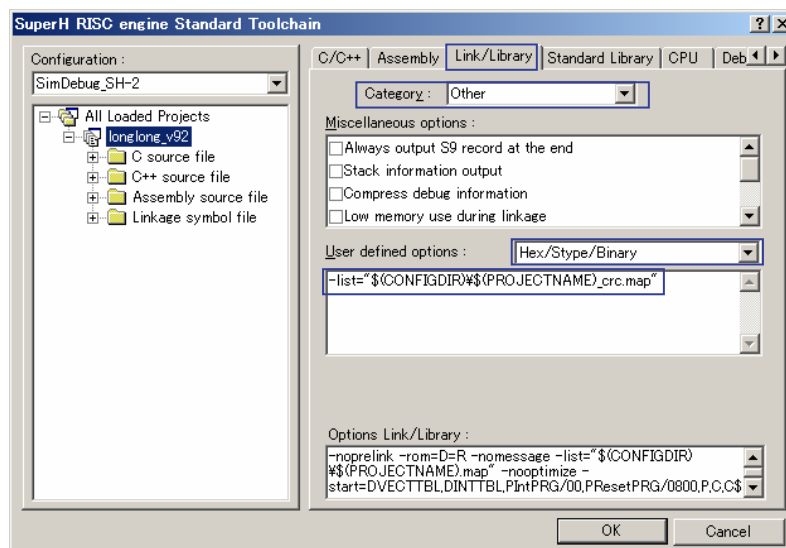 SuperH RISC engine Standard Toolchain
Configuration :
SimDebug_SH-2
All Loaded Projects
longlong_v92
C source file
C++ source file
Assembly source file
Linkage symbol file
C/C++ Assembly Link/Library Standard Library CPU Deb
Category : Other
Miscellaneous options :
Always output S9 record at the end
Stack information output
Compress debug information
Low memory use during linkage
User defined options : Hex/Stype/Binary
-list="$(CONFIGDIR)¥$(PROJECTNAME)_crc.map"
Options Link/Library :
-noprelink -rom=D=R -nomessage -list="$(CONFIGDIR)
¥$(PROJECTNAME).map" -nooptimize -
start=DVECTTBL,DINTTBL,PIntPRG/00,PResetPRG/0800,P,C,C$
OK Cancel